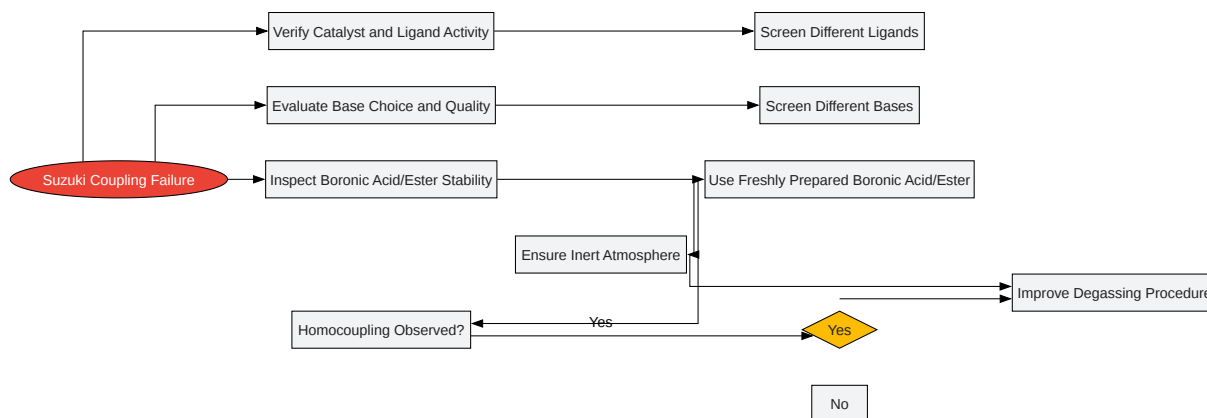 Verify Catalyst and Ligand Activity
Screen Different Ligands
Evaluate Base Choice and Quality
Screen Different Bases
Suzuki Coupling Failure
Inspect Boronic Acid/Ester Stability
Use Freshly Prepared Boronic Acid/Ester
Ensure Inert Atmosphere
Improve Degassing Procedure
Homocoupling Observed?
Yes
Yes
No